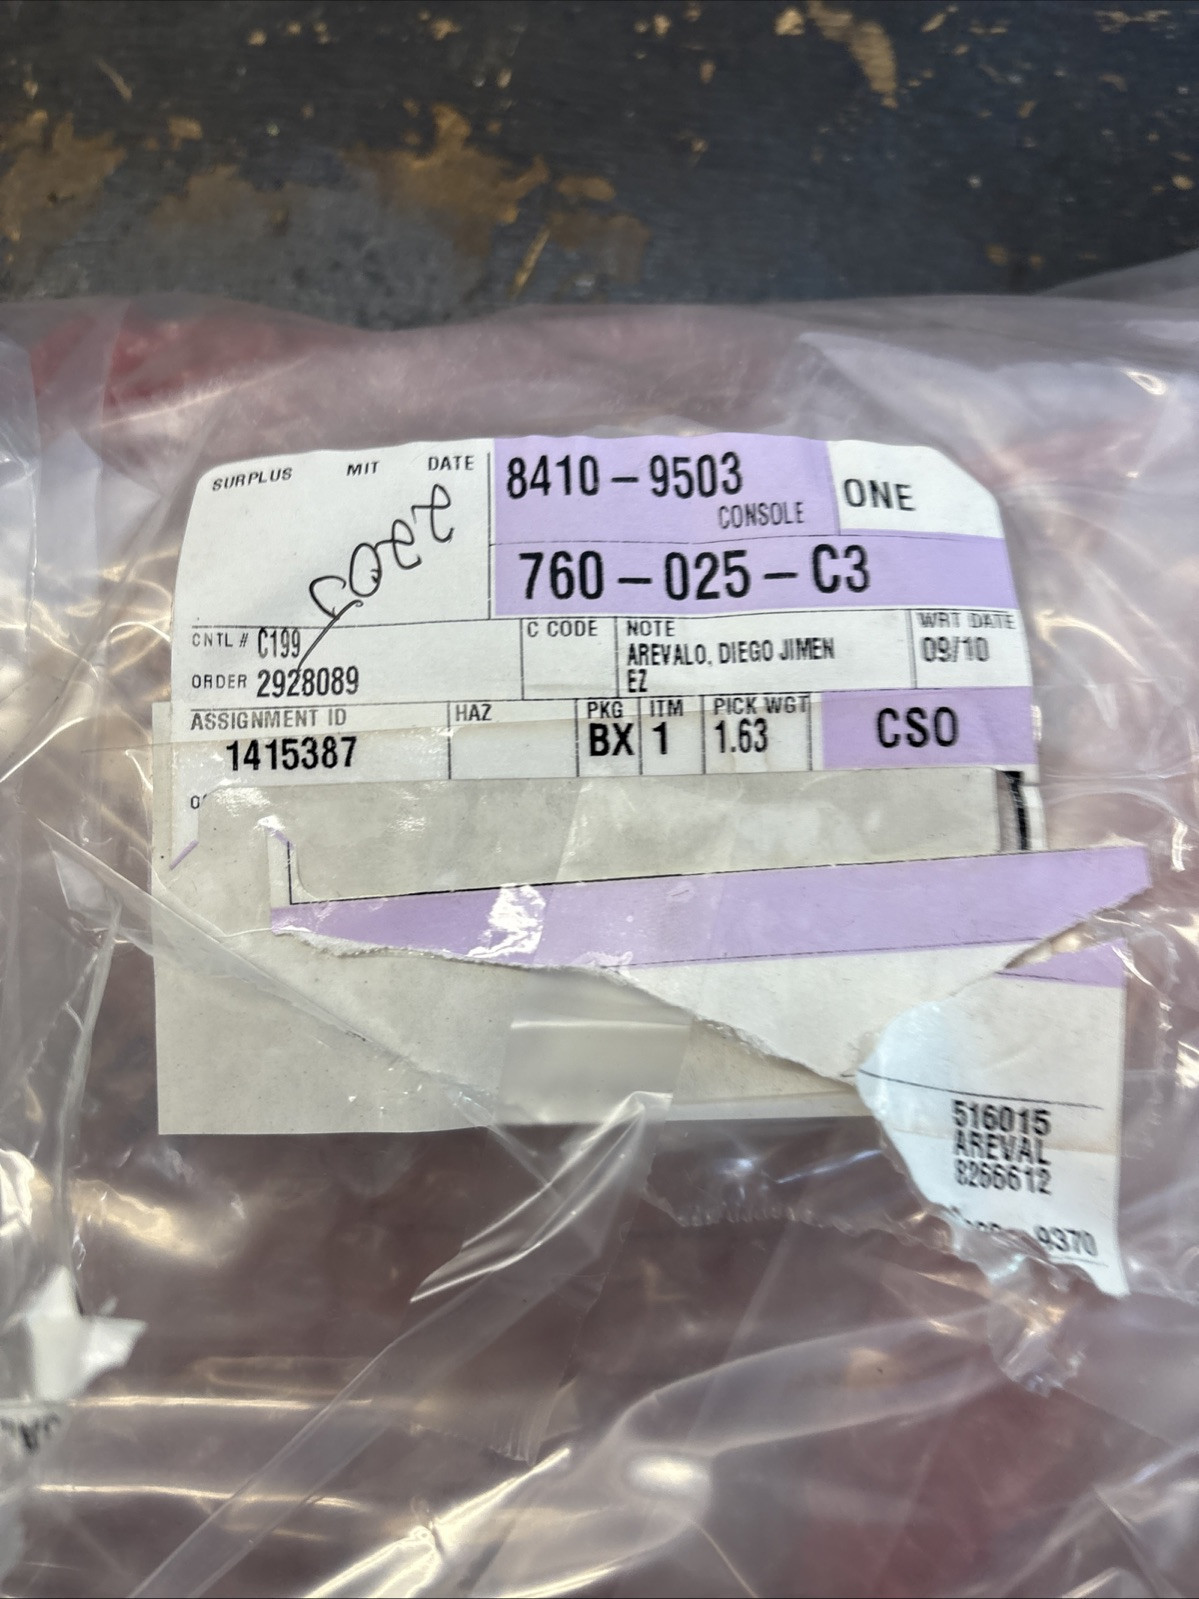 SURPLUS MIT DATE
8410-9503
CONSOLE
ONE
760-025-C3
CNTL # C199
ORDER 2928089
C CODE
NOTE
AREVALO, DIEGO JIMEN
EZ
WRT DATE
09/10
ASSIGNMENT ID
1415387
HAZ
PKG
BX
ITM
1
PICK WGT
1.63
CSO
516015
AREVAL
8266612
9370